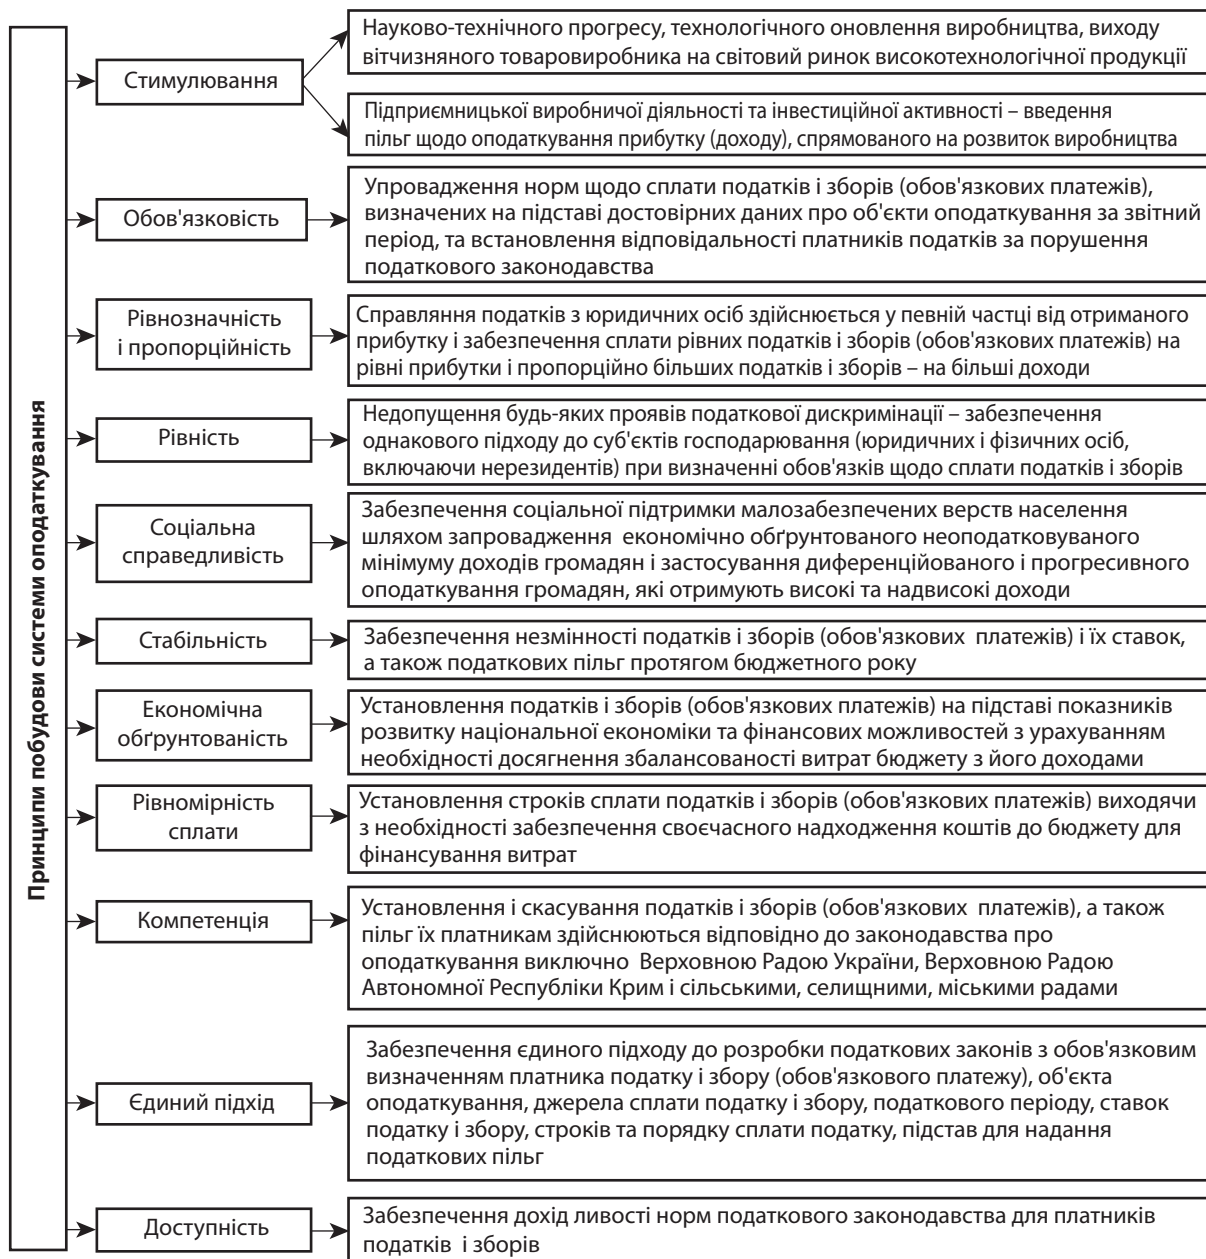 Принципи побудови системи оподаткування
Стимулювання
Науково-технічного прогресу, технологічного оновлення виробництва, виходу
вітчизняного товаровиробника на світовий ринок високотехнологічної продукції
Підприємницької виробничої діяльності та інвестиційної активності – введення
пільг щодо оподаткування прибутку (доходу), спрямованого на розвиток виробництва
Обов'язковість
Упровадження норм щодо сплати податків і зборів (обов'язкових платежів),
визначених на підставі достовірних даних про об'єкти оподаткування за звітний
період, та встановлення відповідальності платників податків за порушення
податкового законодавства
Рівнозначність
і пропорційність
Справляння податків з юридичних осіб здійснюється у певній частці від отриманого
прибутку і забезпечення сплати рівних податків і зборів (обов'язкових платежів) на
рівні прибутки і пропорційно більших податків і зборів – на більші доходи
Рівність
Недопущення будь-яких проявів податкової дискримінації – забезпечення
однакового підходу до суб'єктів господарювання (юридичних і фізичних осіб,
включаючи нерезидентів) при визначенні обов'язків щодо сплати податків і зборів
Соціальна
справедливість
Забезпечення соціальної підтримки малозабезпечених верств населення
шляхом запровадження економічно обґрунтованого неоподатковуваного
мінімуму доходів громадян і застосування диференційованого і прогресивного
оподаткування громадян, які отримують високі та надвисокі доходи
Стабільність
Забезпечення незмінності податків і зборів (обов'язкових платежів) і їх ставок,
а також податкових пільг протягом бюджетного року
Економічна
обґрунтованість
Установлення податків і зборів (обов'язкових платежів) на підставі показників
розвитку національної економіки та фінансових можливостей з урахуванням
необхідності досягнення збалансованості витрат бюджету з його доходами
Рівномірність
сплати
Установлення строків сплати податків і зборів (обов'язкових платежів) виходячи
з необхідності забезпечення своєчасного надходження коштів до бюджету для
фінансування витрат
Компетенція
Установлення і скасування податків і зборів (обов'язкових платежів), а також
пільг їх платникам здійснюються відповідно до законодавства про
оподаткування виключно Верховною Радою України, Верховною Радою
Автономної Республіки Крим і сільськими, селищними, міськими радами
Єдиний підхід
Забезпечення єдиного підходу до розробки податкових законів з обов'язковим
визначенням платника податку і збору (обов'язкового платежу), об'єкта
оподаткування, джерела сплати податку і збору, податкового періоду, ставок
податку і збору, строків та порядку сплати податку, підстав для надання
податкових пільг
Доступність
Забезпечення дохід ливості норм податкового законодавства для платників
податків і зборів